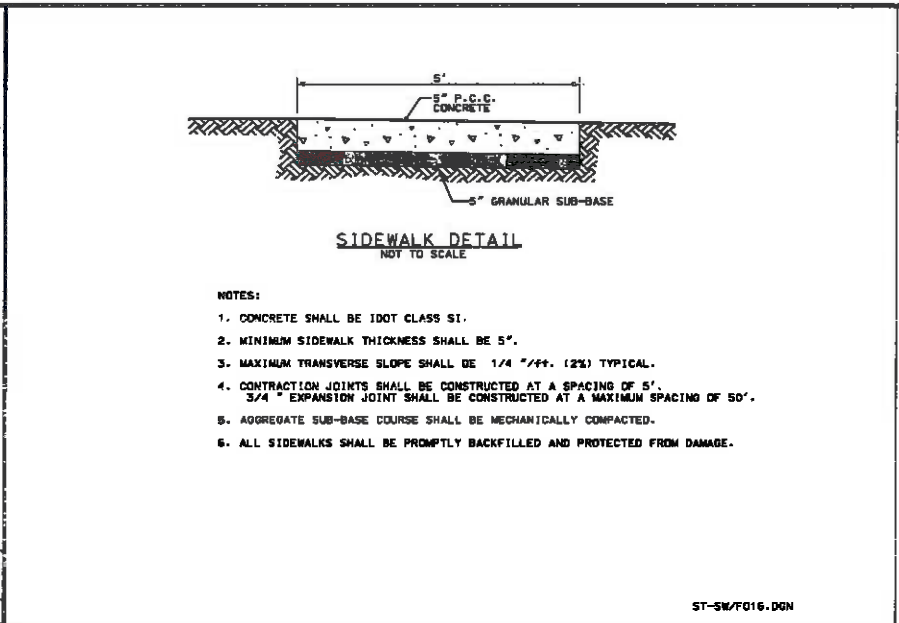 5'
5" P.C.C.
CONCRETE
5" GRANULAR SUB-BASE
SIDEWALK DETAIL
NOT TO SCALE
NOTES:
1. CONCRETE SHALL BE IDOT CLASS SI.
2. MINIMUM SIDEWALK THICKNESS SHALL BE 5".
3. MAXIMUM TRANSVERSE SLOPE SHALL BE 1/4 "/ft. (2%) TYPICAL.
4. CONTRACTION JOINTS SHALL BE CONSTRUCTED AT A SPACING OF 5'.
3/4 " EXPANSION JOINT SHALL BE CONSTRUCTED AT A MAXIMUM SPACING OF 50'.
5. AGGREGATE SUB-BASE COURSE SHALL BE MECHANICALLY COMPACTED.
6. ALL SIDEWALKS SHALL BE PROMPTLY BACKFILLED AND PROTECTED FROM DAMAGE.
ST-SW/F016.DGN